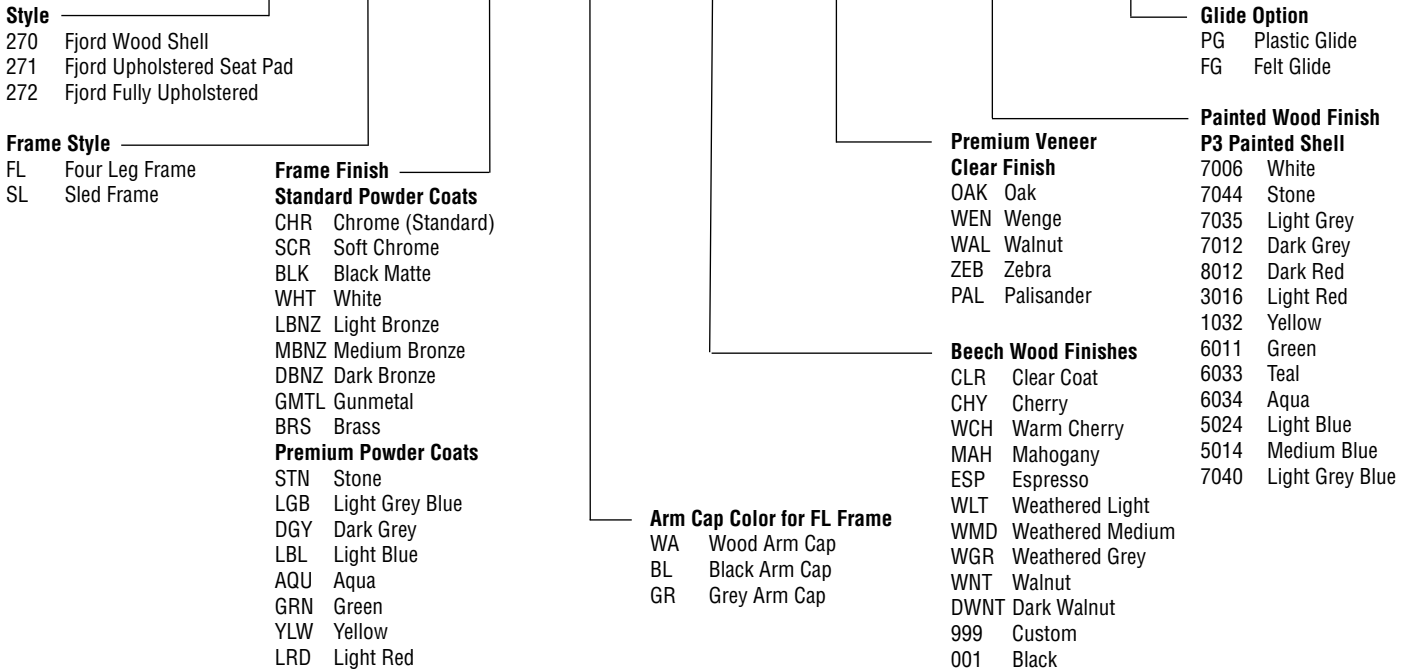 Style
270 Fjord Wood Shell
271 Fjord Upholstered Seat Pad
272 Fjord Fully Upholstered
Frame Style
FL Four Leg Frame
SL Sled Frame
Frame Finish
Standard Powder Coats
CHR Chrome (Standard)
SCR Soft Chrome
BLK Black Matte
WHT White
LBNZ Light Bronze
MBNZ Medium Bronze
DBNZ Dark Bronze
GMTL Gunmetal
BRS Brass
Premium Powder Coats
STN Stone
LGB Light Grey Blue
DGY Dark Grey
LBL Light Blue
AQU Aqua
GRN Green
YLW Yellow
LRD Light Red
Arm Cap Color for FL Frame
WA Wood Arm Cap
BL Black Arm Cap
GR Grey Arm Cap
Premium Veneer
Clear Finish
OAK Oak
WEN Wenge
WAL Walnut
ZEB Zebra
PAL Palisander
Beech Wood Finishes
CLR Clear Coat
CHY Cherry
WCH Warm Cherry
MAH Mahogany
ESP Espresso
WLT Weathered Light
WMD Weathered Medium
WGR Weathered Grey
WNT Walnut
DWNT Dark Walnut
999 Custom
001 Black
Glide Option
PG Plastic Glide
FG Felt Glide
Painted Wood Finish
P3 Painted Shell
7006 White
7044 Stone
7035 Light Grey
7012 Dark Grey
8012 Dark Red
3016 Light Red
1032 Yellow
6011 Green
6033 Teal
6034 Aqua
5024 Light Blue
5014 Medium Blue
7040 Light Grey Blue